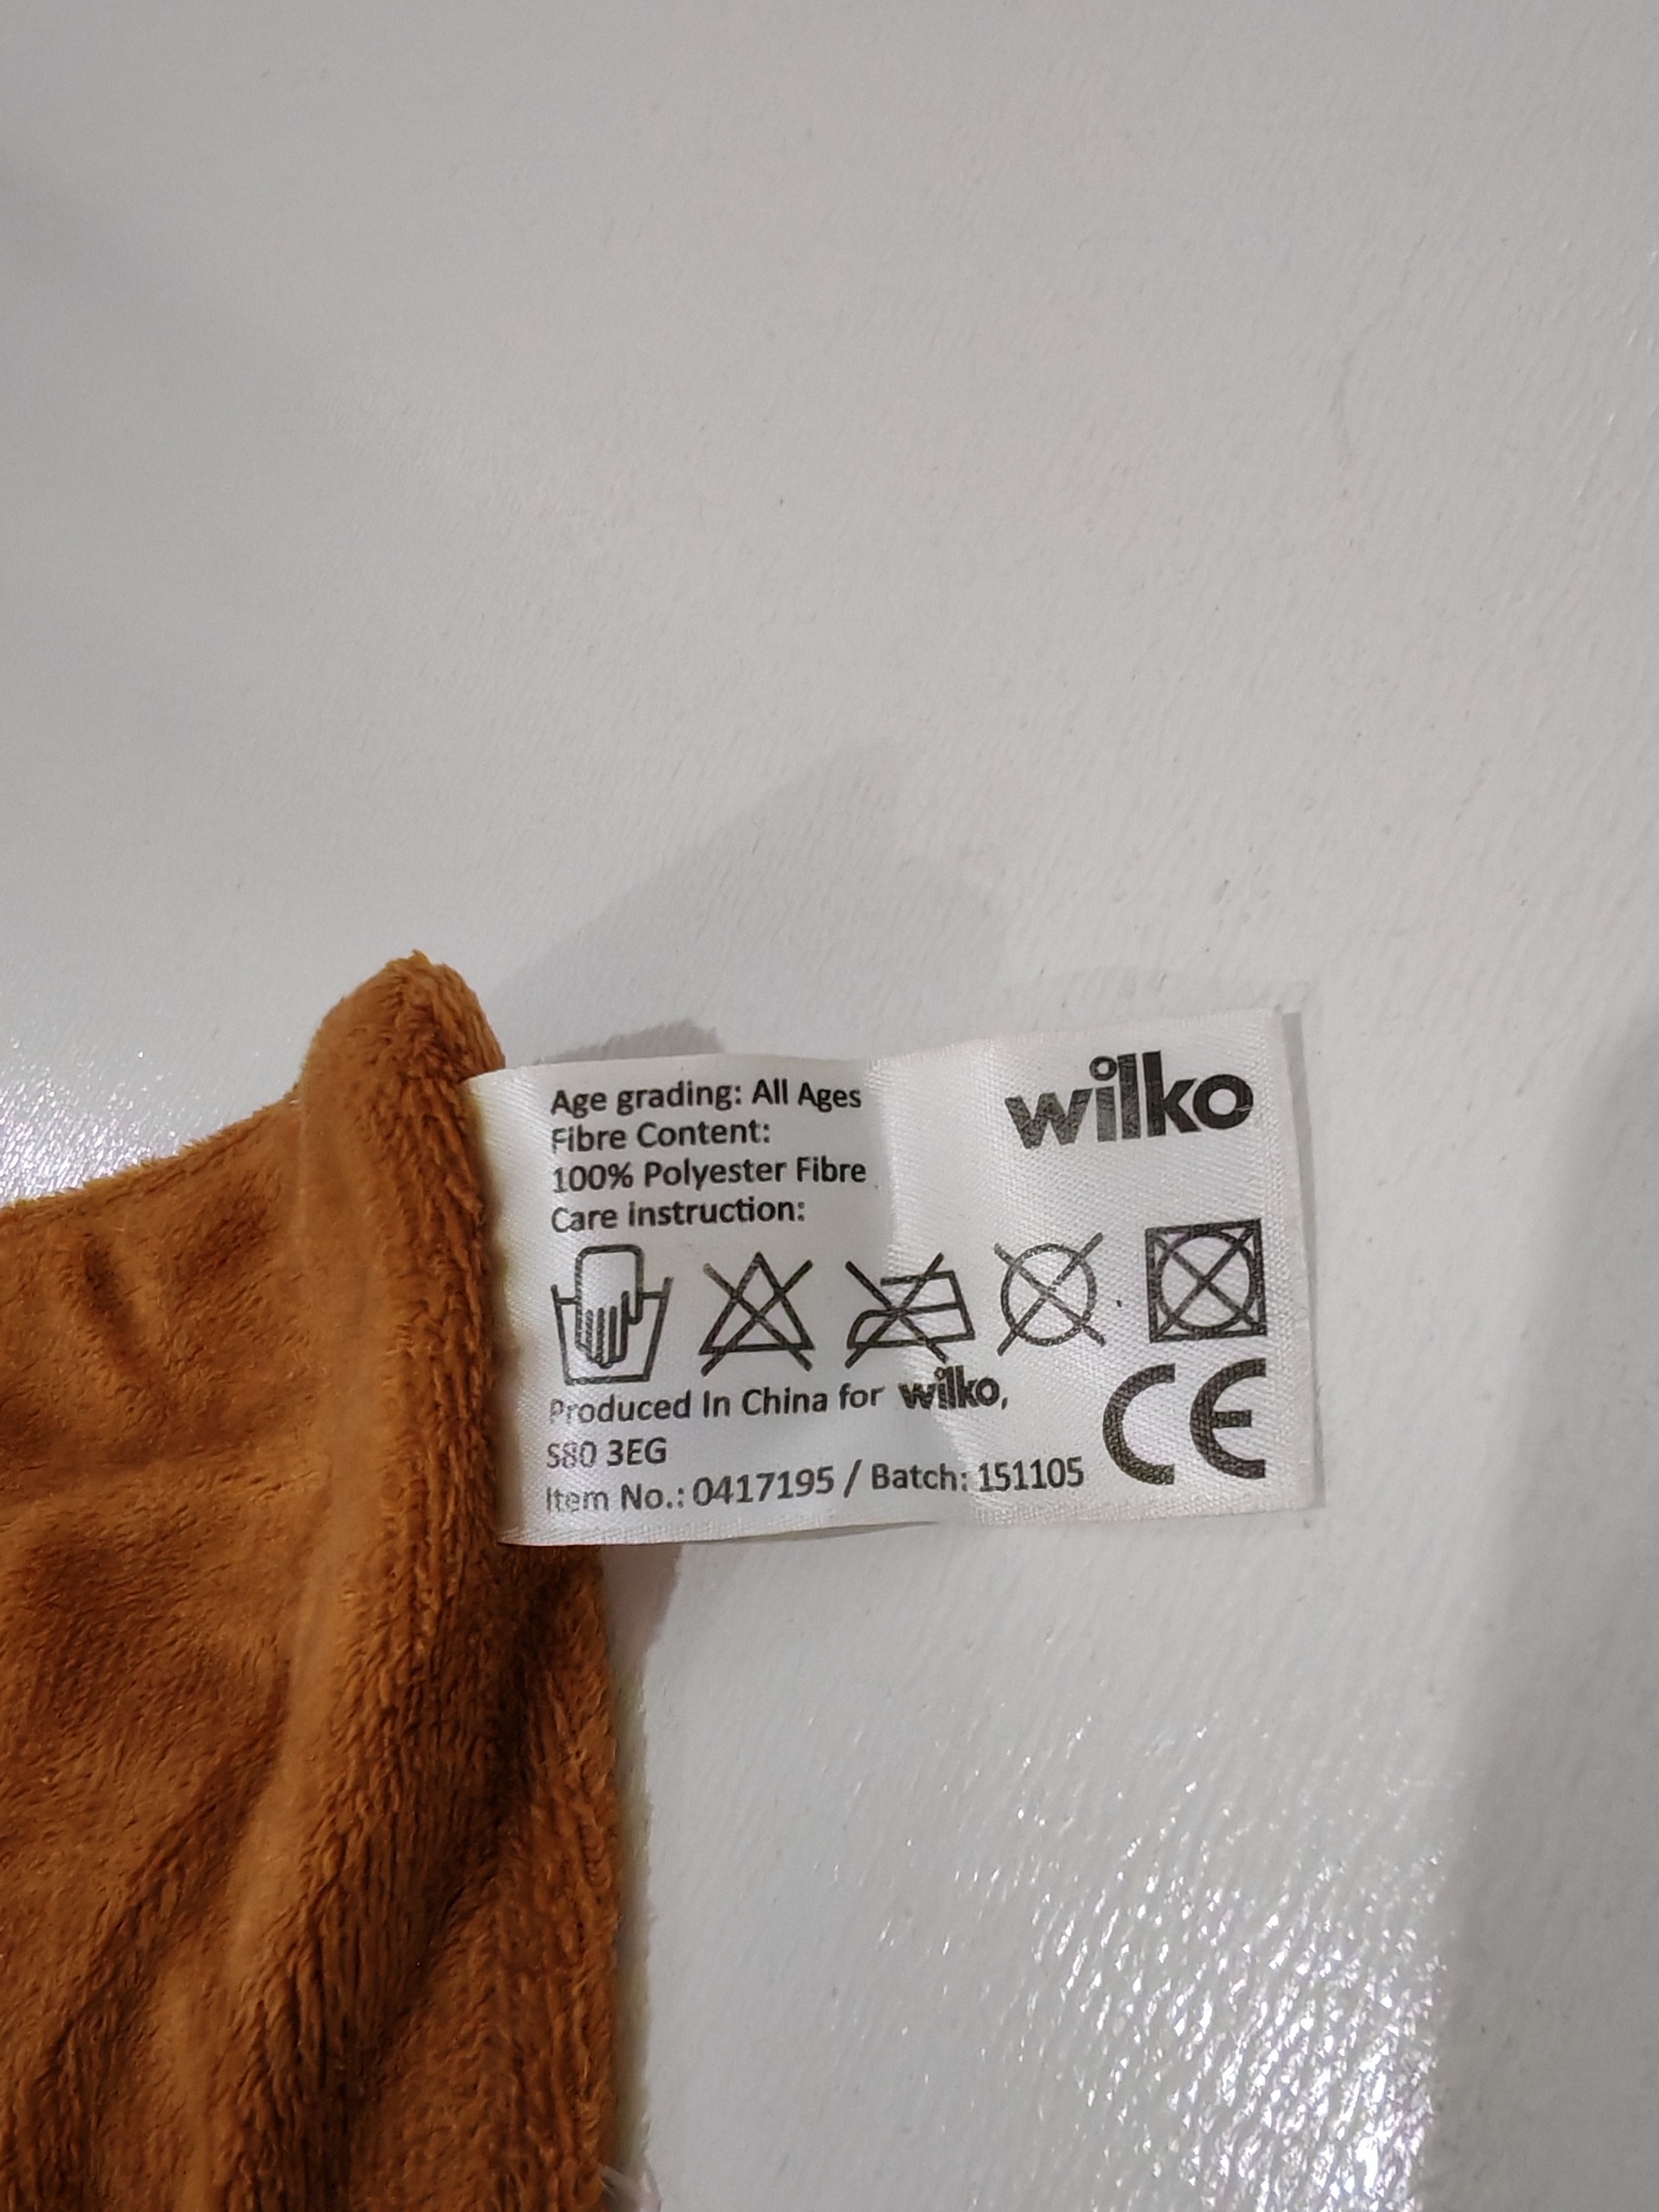 wilko
Age grading: All Ages
Fibre Content:
100% Polyester Fibre
Care instruction:
Produced In China for wilko,
S80 3EG
Item No.: 0417195 / Batch: 151105
CE